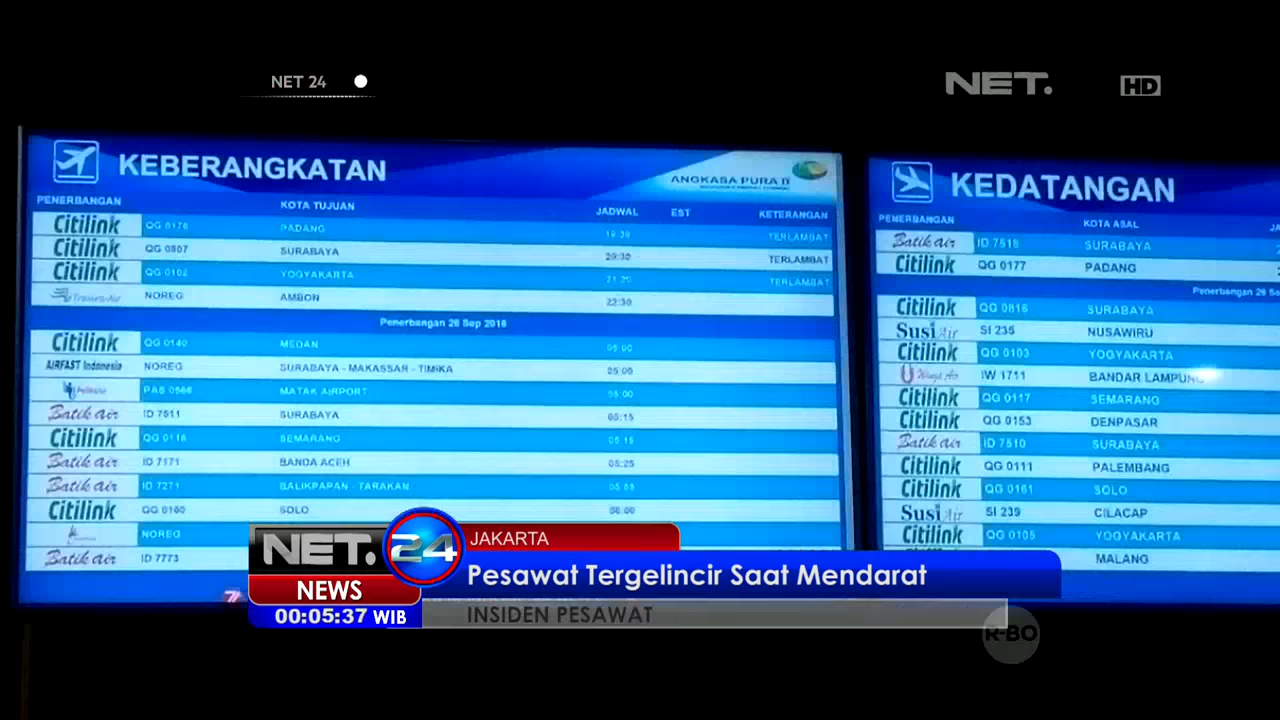 NET 24
NET.
HD
KEBERANGKATAN
ANGKASA PURA II
PENERBANGAN KOTA TUJUAN JADWAL EST KETERANGAN
Citilink QG 0176 PADANG 19:30 TERLAMBAT
Citilink QG 0807 SURABAYA 20:30 TERLAMBAT
Citilink QG 0102 YOGYAKARTA 21:20 TERLAMBAT
NOREG AMBON 22:30
Penerbangan 26 Sep 2016
Citilink QG 0140 MEDAN 05:00
AIRFAST Indonesia NOREG SURABAYA - MAKASSAR - TIMIKA
MATAK AIRPORT
Batik air ID 7511 SURABAYA 05:15
Citilink QG 0116 SEMARANG 05:15
Batik air ID 7171 BANDA ACEH 05:25
Batik air ID 7271 BALIKPAPAN - TARAKAN
Citilink SOLO
NOREG
Batik air ID 7773
KEDATANGAN
PENERBANGAN KOTA ASAL
Batik air ID 7518 SURABAYA
Citilink QG 0177 PADANG
Penerbangan 26 Se
Citilink QG 0816 SURABAYA
Susi Air SI 235 NUSAWIRU
Citilink QG 0103 YOGYAKARTA
Wings Air IW 1711 BANDAR LAMPUNG
Citilink QG 0117 SEMARANG
Citilink QG 0153 DENPASAR
Batik air ID 7510 SURABAYA
Citilink QG 0111 PALEMBANG
Citilink QG 0161 SOLO
Susi Air SI 239 CILACAP
Citilink QG 0105 YOGYAKARTA
MALANG
NET. 24
NEWS
00:05:37 WIB
JAKARTA
Pesawat Tergelincir Saat Mendarat
INSIDEN PESAWAT
R-BO